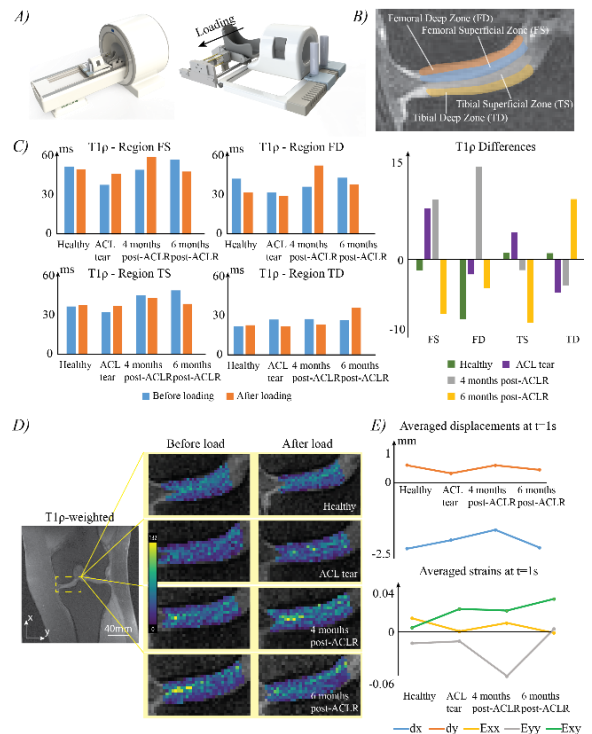 A)
Loading
B)
Femoral Deep Zone (FD)
Femoral Superficial Zone (FS)
Tibial Superficial Zone (TS)
Tibial Deep Zone (TD)
C)
ms
T1ρ - Region FS
60
30
0
Healthy
ACL
tear
4 months
post-ACLR
6 months
post-ACLR
ms
T1ρ - Region FD
60
30
0
Healthy
ACL
tear
4 months
post-ACLR
6 months
post-ACLR
ms
T1ρ - Region TS
60
30
0
Healthy
ACL
tear
4 months
post-ACLR
6 months
post-ACLR
ms
T1ρ - Region TD
60
30
0
Healthy
ACL
tear
4 months
post-ACLR
6 months
post-ACLR
Before loading
After loading
T1ρ Differences
15
0
-10
FS
FD
TS
TD
Healthy
ACL tear
4 months post-ACLR
6 months post-ACLR
D)
Before load
After load
T1ρ-weighted
x
y
40mm
0
Healthy
ACL tear
4 months
post-ACLR
6 months
post-ACLR
E)
Averaged displacements at t=1s
mm
1
0
-2.5
Healthy
ACL
tear
4 months
post-ACLR
6 months
post-ACLR
Averaged strains at t=1s
0.04
0
-0.06
Healthy
ACL
tear
4 months
post-ACLR
6 months
post-ACLR
dx
dy
Exx
Eyy
Exy